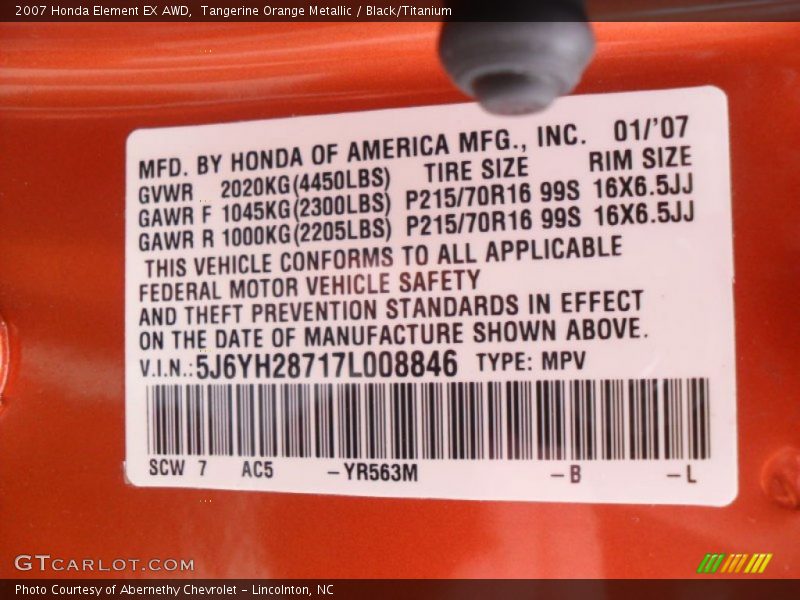 2007 Honda Element EX AWD,  Tangerine Orange Metallic / Black/Titanium
MFD. BY HONDA OF AMERICA MFG., INC. 01/'07
GVWR 2020KG(4450LBS) TIRE SIZE RIM SIZE
GAWR F 1045KG(2300LBS) P215/70R16 99S 16X6.5JJ
GAWR R 1000KG(2205LBS) P215/70R16 99S 16X6.5JJ
THIS VEHICLE CONFORMS TO ALL APPLICABLE
FEDERAL MOTOR VEHICLE SAFETY
AND THEFT PREVENTION STANDARDS IN EFFECT
ON THE DATE OF MANUFACTURE SHOWN ABOVE.
V.I.N.:5J6YH28717L008846 TYPE: MPV
SCW 7 AC5 -YR563M -B -L
GTCARLOT.COM
Photo Courtesy of Abernethy Chevrolet - Lincolnton, NC